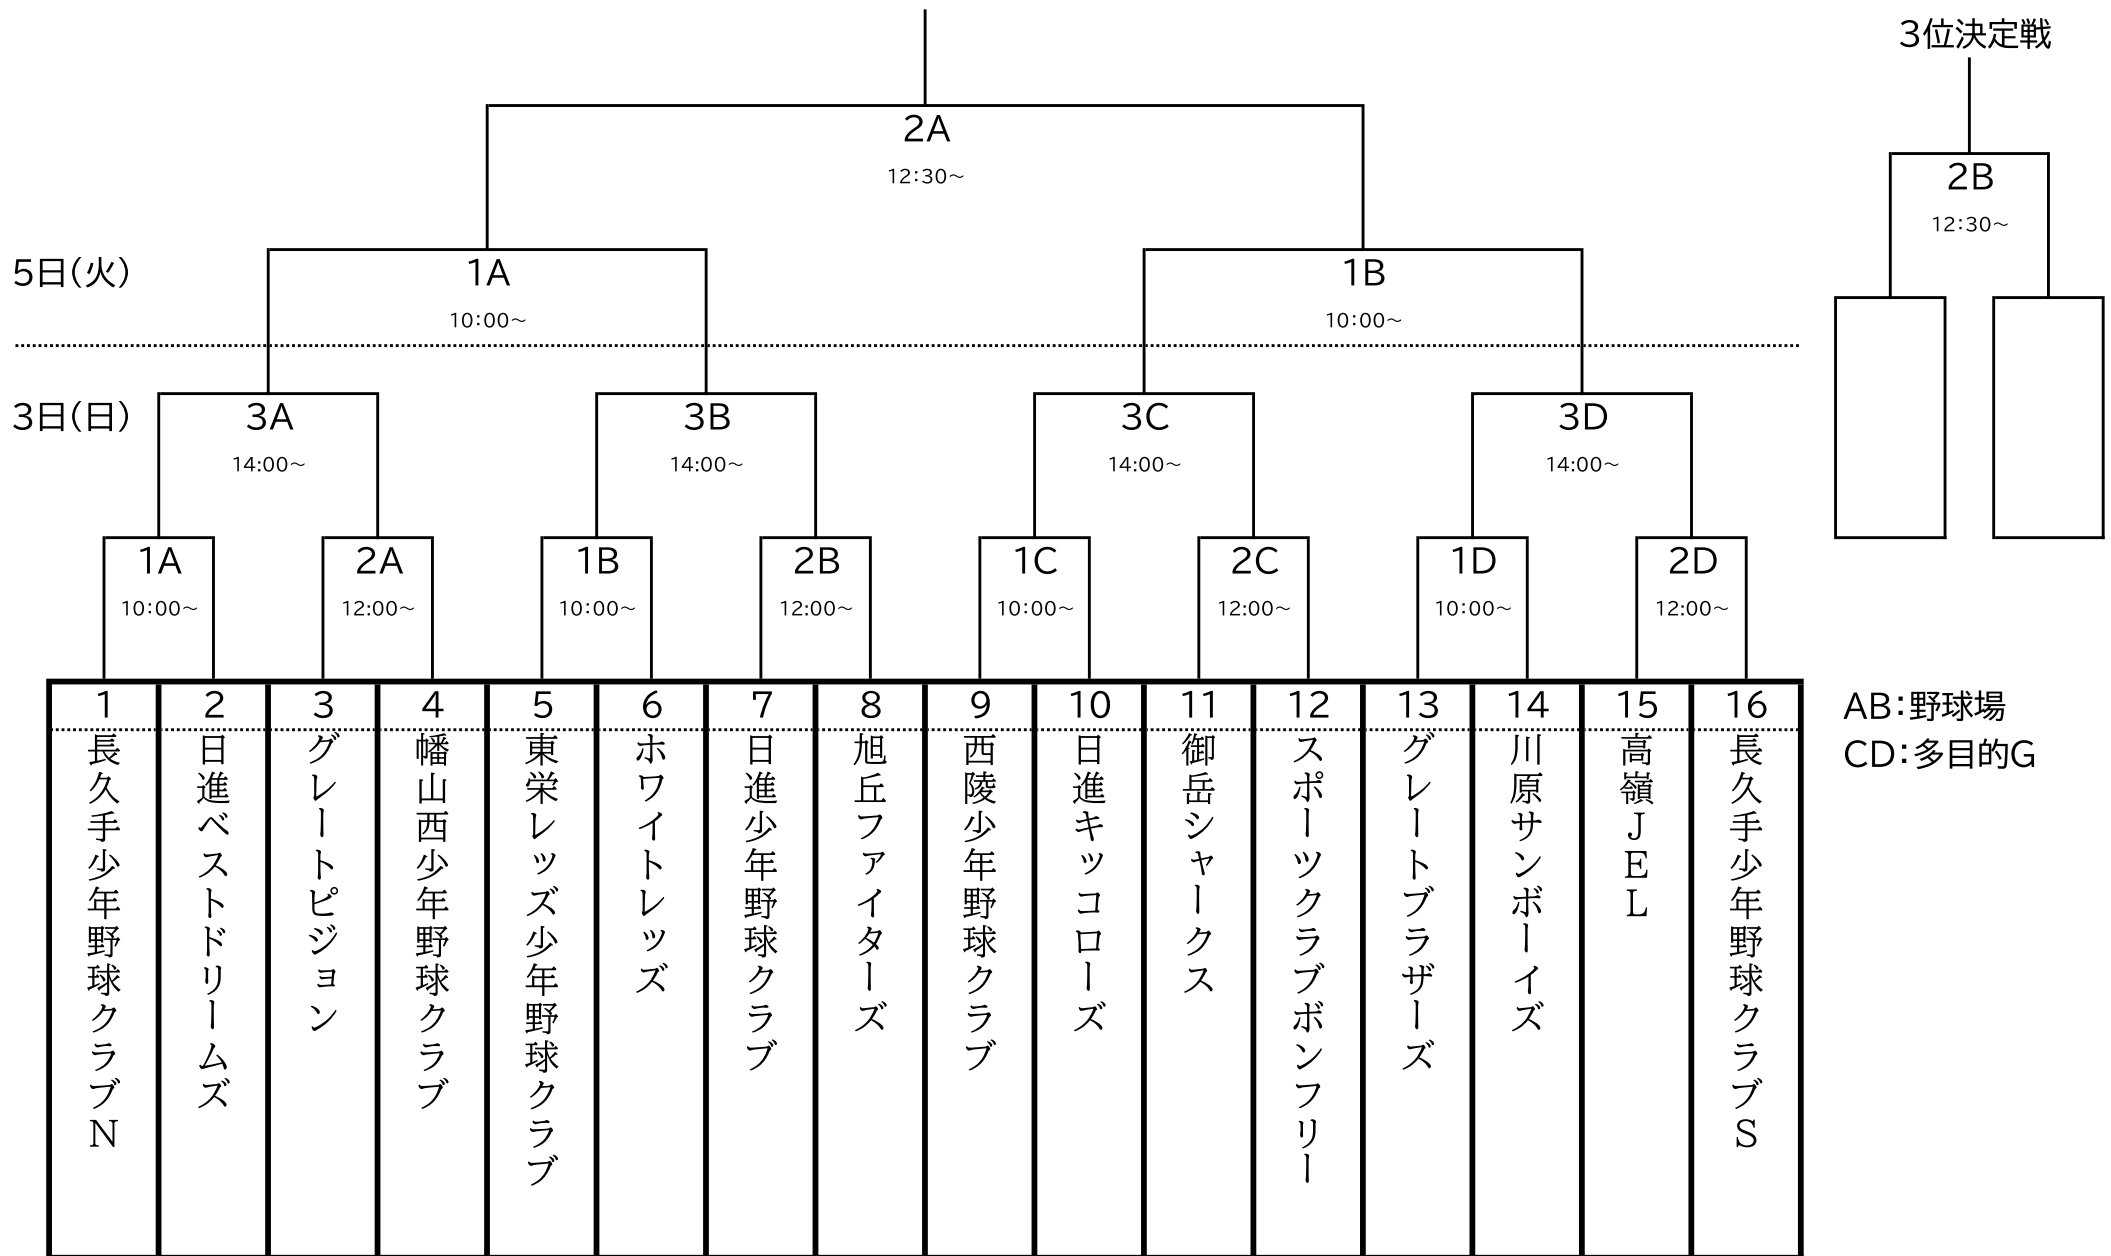 3位決定戦
2A
12:30～
2B
12:30～
5日(火)
1A
10:00～
1B
10:00～
3日(日)
3A
14:00～
3B
14:00～
3C
14:00～
3D
14:00～
1A
10:00～
2A
12:00～
1B
10:00～
2B
12:00～
1C
10:00～
2C
12:00～
1D
10:00～
2D
12:00～
1
長久手少年野球クラブN
2
日進ベストドリームズ
3
グレートピジョン
4
幡山西少年野球クラブ
5
東栄レッズ少年野球クラブ
6
ホワイトレッズ
7
日進少年野球クラブ
8
旭丘ファイターズ
9
西陵少年野球クラブ
10
日進キッコローズ
11
御岳シャークス
12
スポーツクラブボンフリー
13
グレートブラザーズ
14
川原サンボーイズ
15
高嶺JEL
16
長久手少年野球クラブS
AB:野球場
CD:多目的G